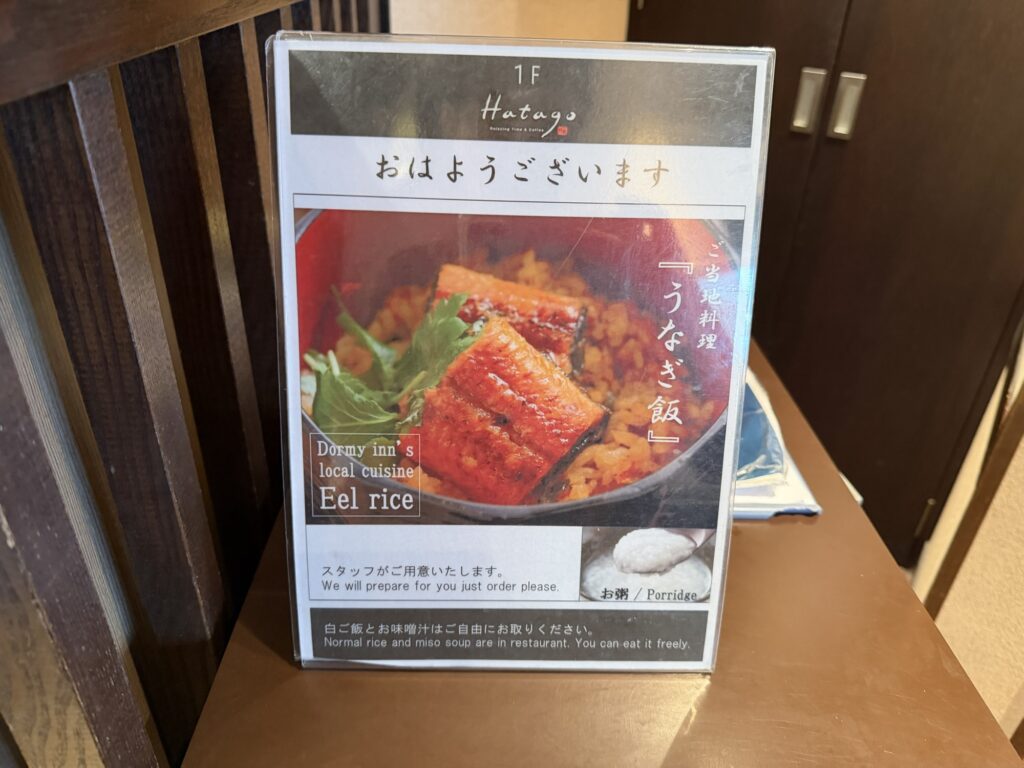 1F
Hatago
Relaxing Time & Coffee
おはようございます
ご当地料理
『うなぎ飯』
Dormy inn's
local cuisine
Eel rice
スタッフがご用意いたします。
We will prepare for you just order please.
お粥 / Porridge
白ご飯とお味噌汁はご自由にお取りください。
Normal rice and miso soup are in restaurant. You can eat it freely.